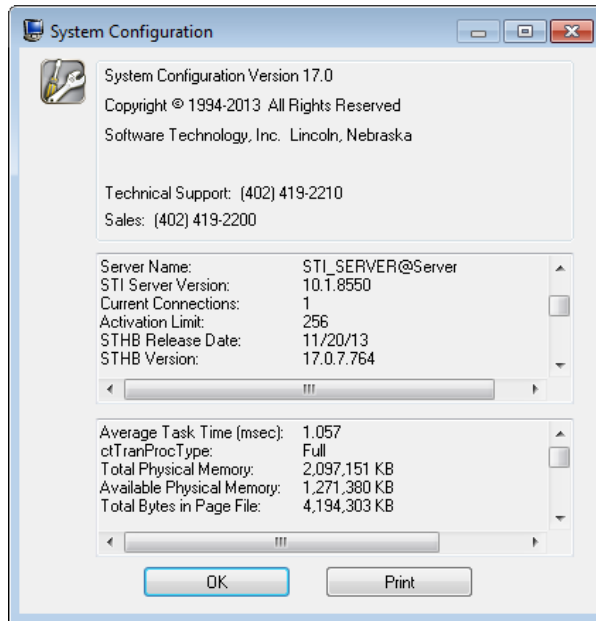 System Configuration
System Configuration Version 17.0
Copyright © 1994-2013 All Rights Reserved
Software Technology, Inc. Lincoln, Nebraska
Technical Support: (402) 419-2210
Sales: (402) 419-2200
Server Name: STI_SERVER@Server
STI Server Version: 10.1.8550
Current Connections: 1
Activation Limit: 256
STHB Release Date: 11/20/13
STHB Version: 17.0.7.764
Average Task Time (msec): 1.057
ctTranProcType: Full
Total Physical Memory: 2,097,151 KB
Available Physical Memory: 1,271,380 KB
Total Bytes in Page File: 4,194,303 KB
OK Print